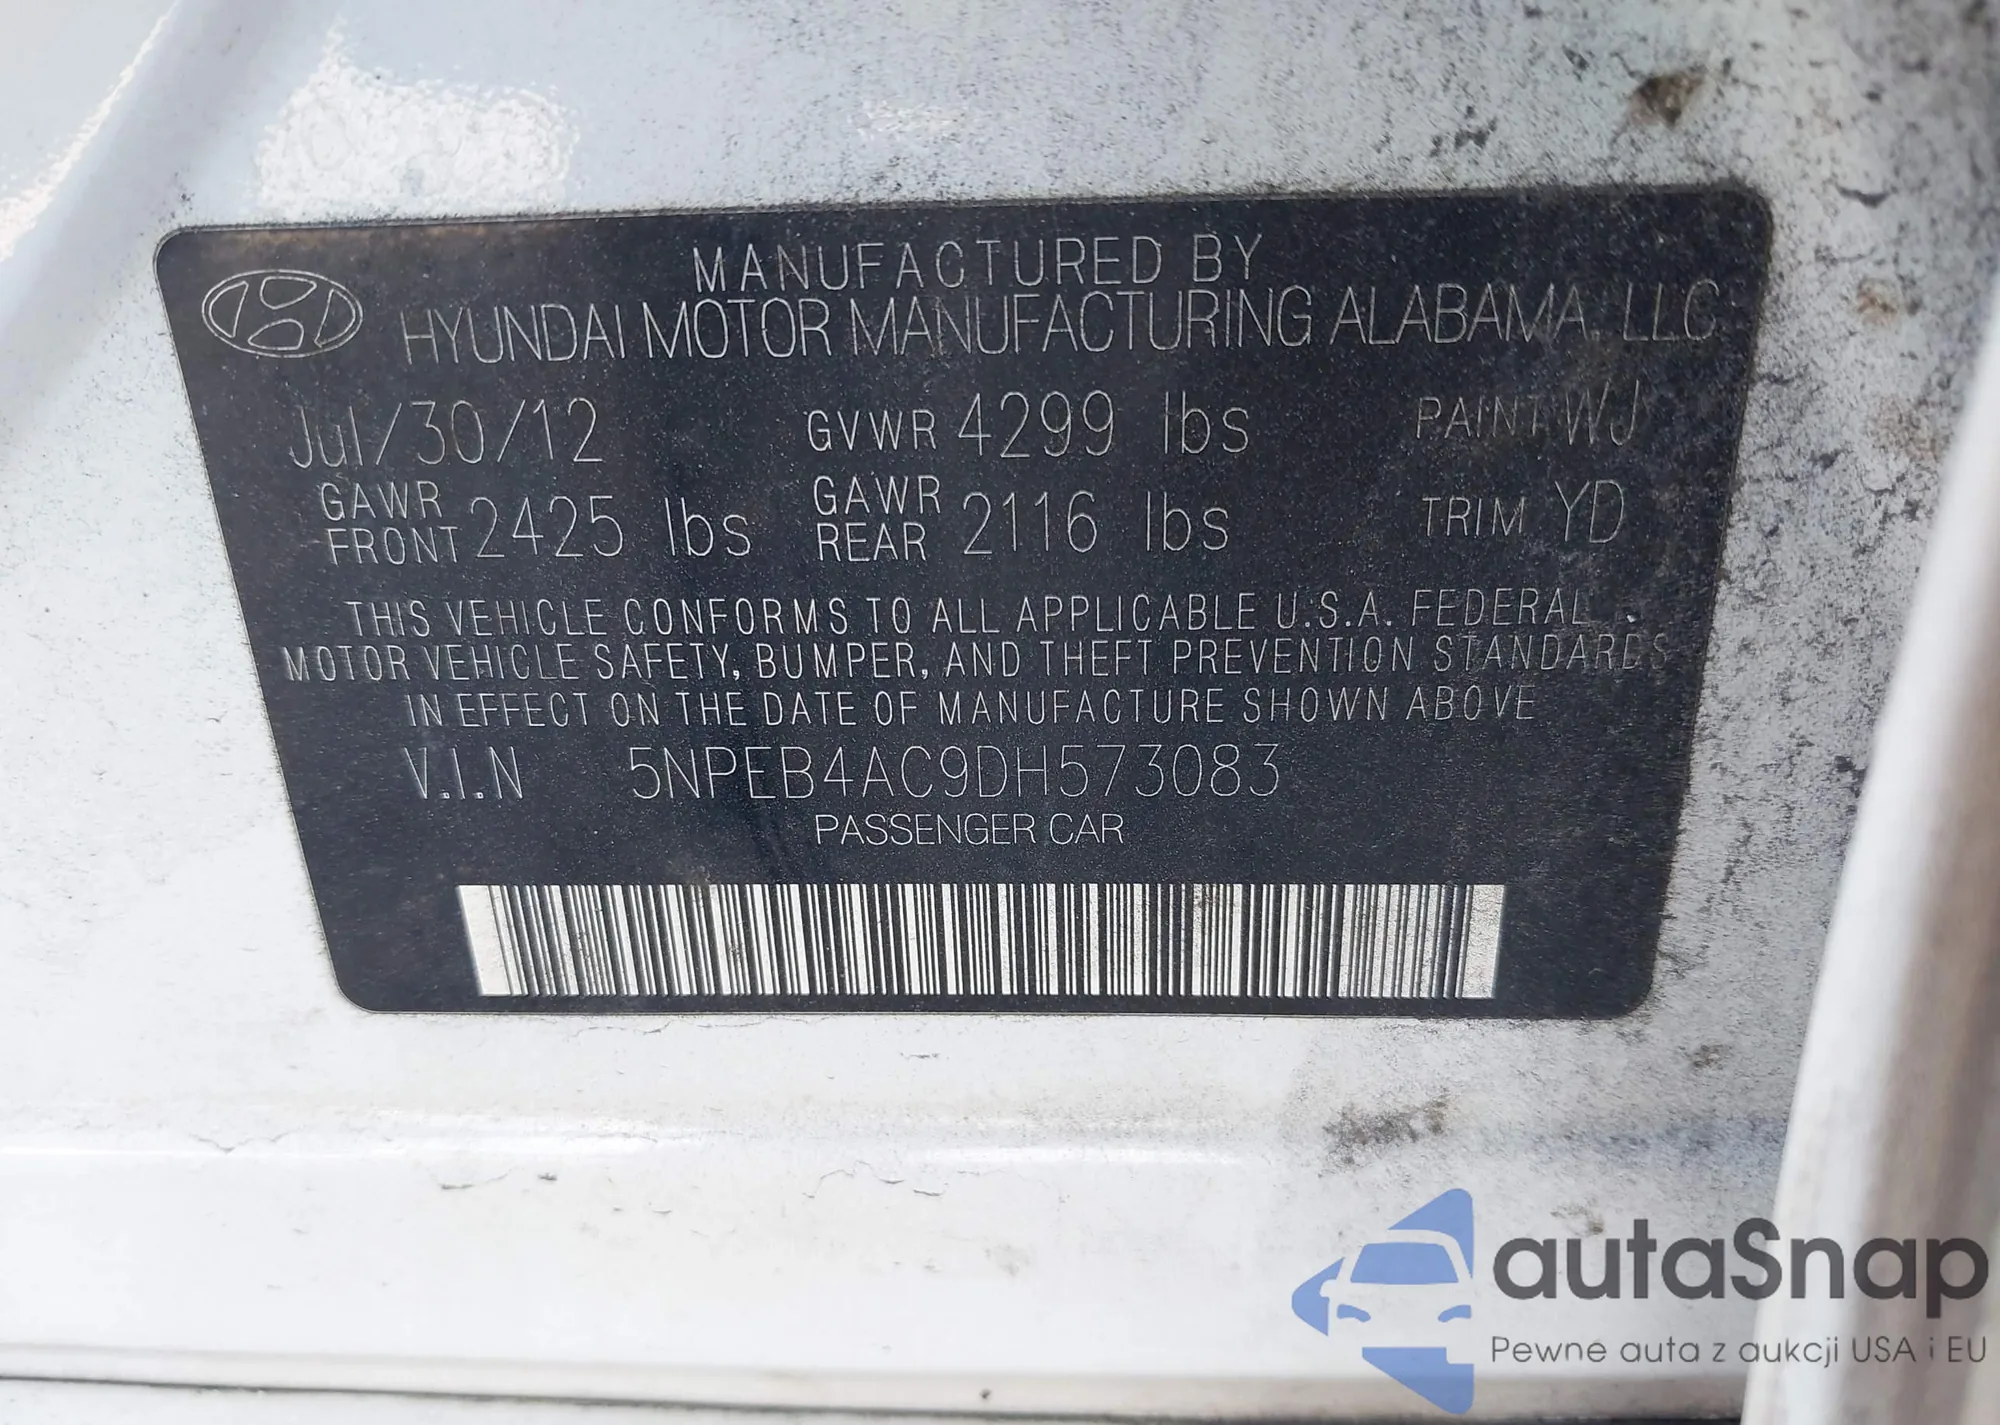 MANUFACTURED BY
HYUNDAI MOTOR MANUFACTURING ALABAMA, LLC
Jul/30/12 GVWR 4299 lbs PAINT WJ
GAWR FRONT 2425 lbs GAWR REAR 2116 lbs TRIM YD
THIS VEHICLE CONFORMS TO ALL APPLICABLE U.S.A. FEDERAL
MOTOR VEHICLE SAFETY, BUMPER, AND THEFT PREVENTION STANDARDS
IN EFFECT ON THE DATE OF MANUFACTURE SHOWN ABOVE
V.I.N 5NPEB4AC9DH573083
PASSENGER CAR
autaSnap
Pewne auta z aukcji USA i EU